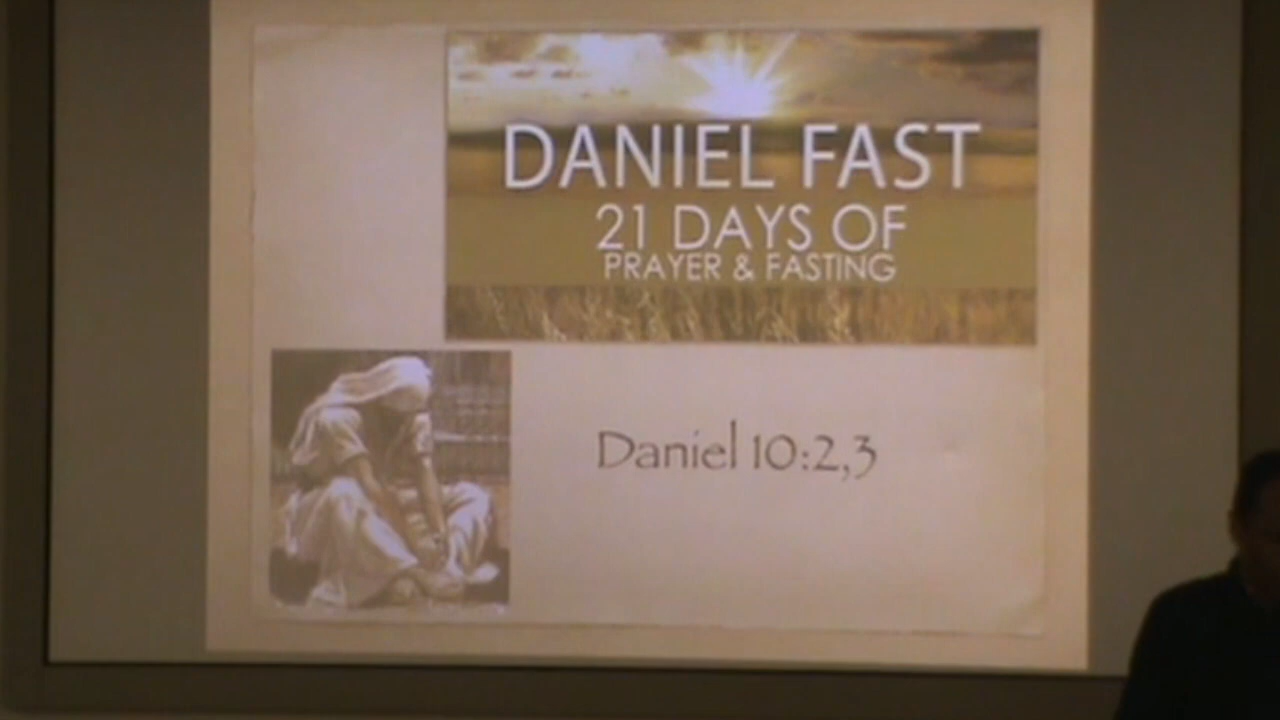 DANIEL FAST
21 DAYS OF
PRAYER & FASTING
Daniel 10:2,3